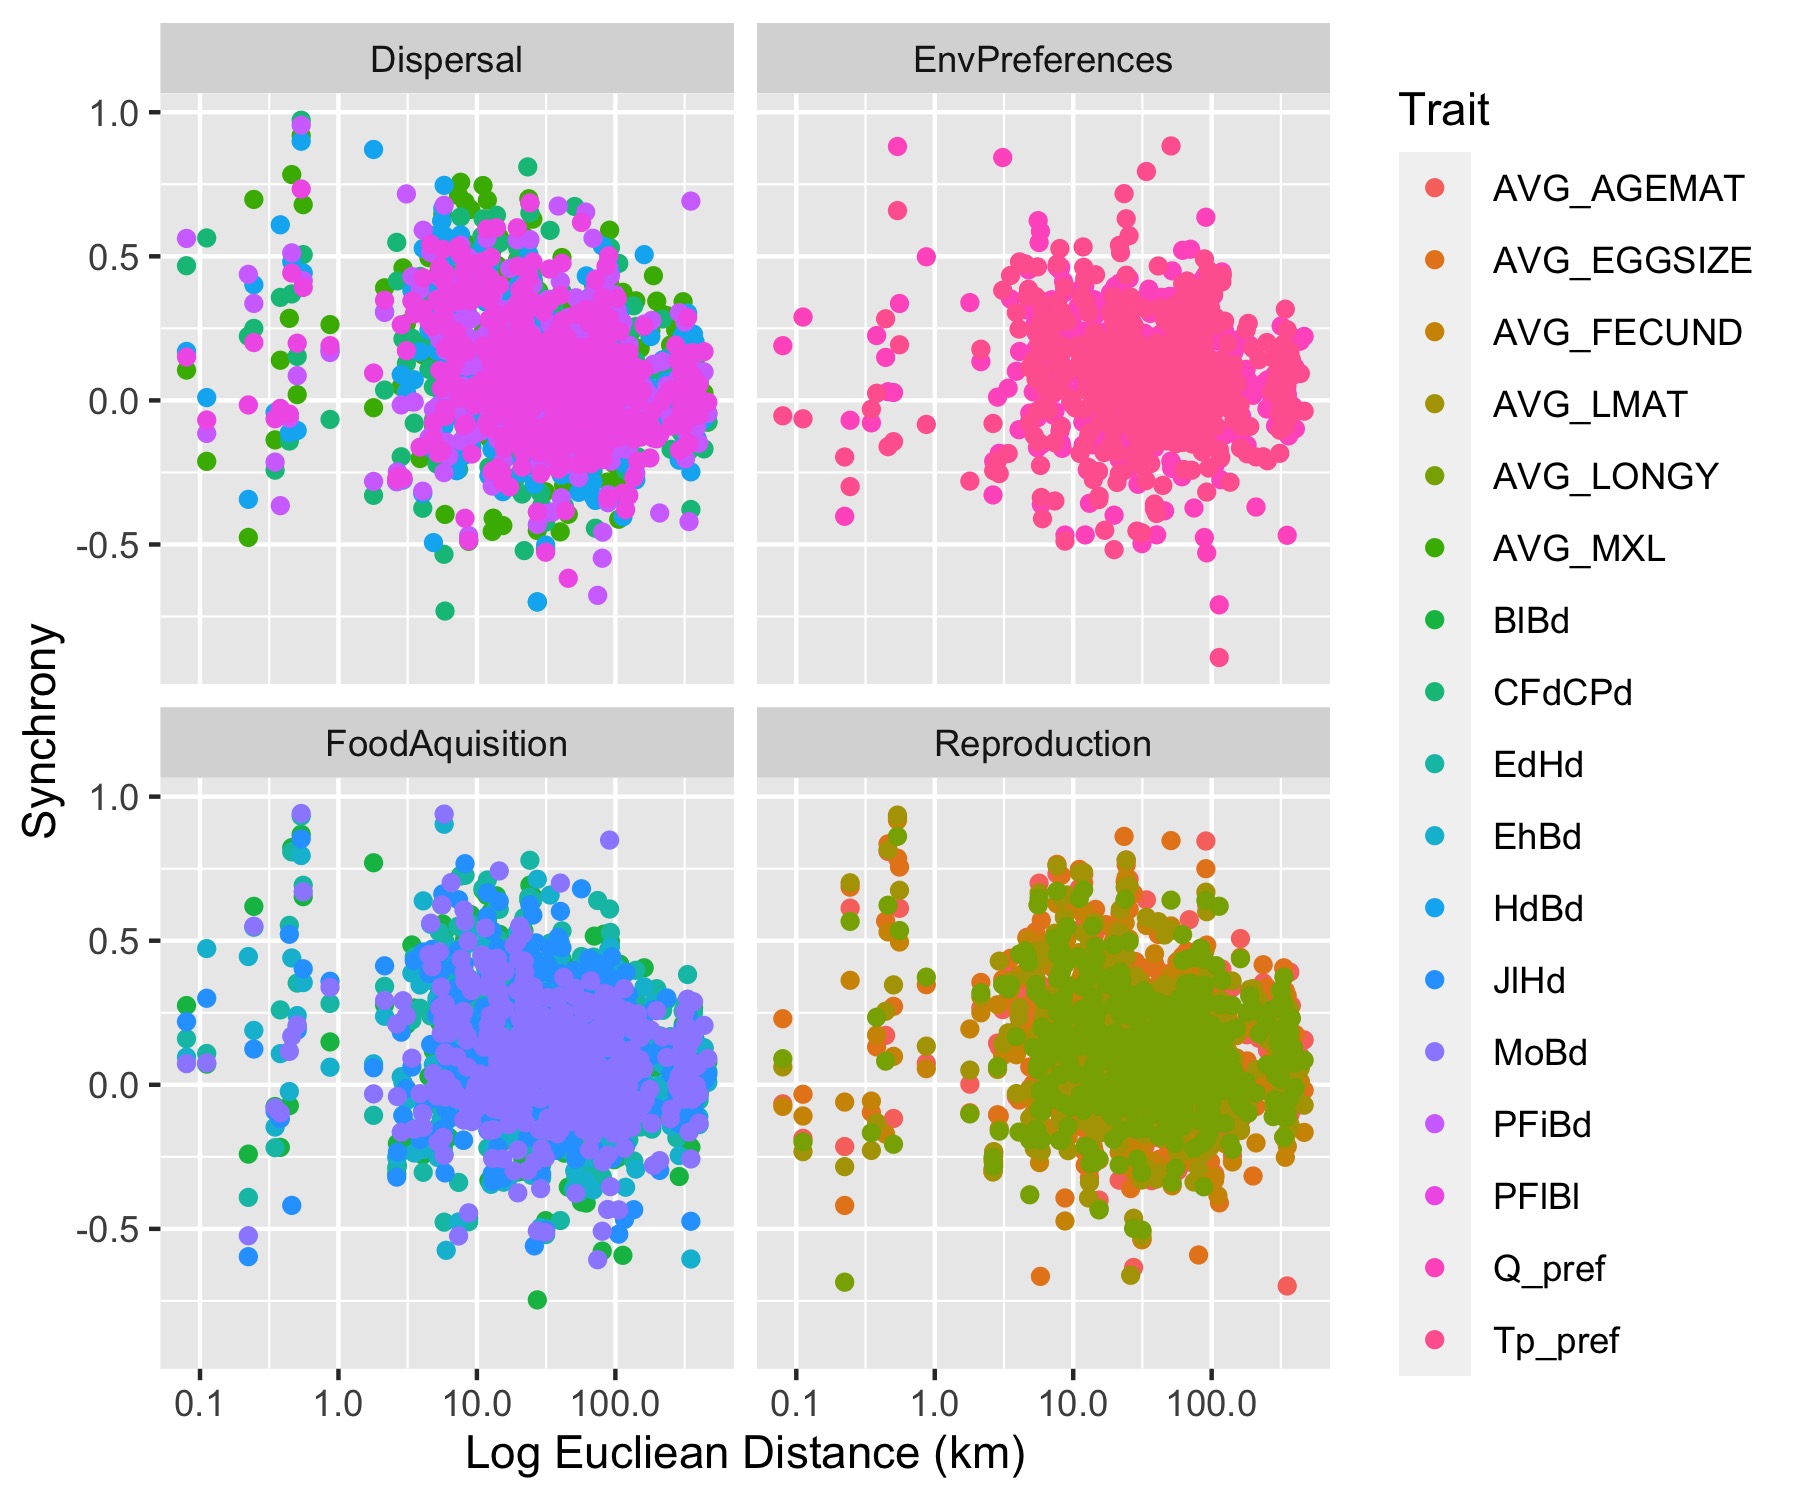 Dispersal
EnvPreferences
1.0
0.5
0.0
-0.5
FoodAquisition
Reproduction
1.0
0.5
0.0
-0.5
0.1 1.0 10.0 100.0
0.1 1.0 10.0 100.0
Log Eucliean Distance (km)
Synchrony
Trait
AVG_AGEMAT
AVG_EGGSIZE
AVG_FECUND
AVG_LMAT
AVG_LONGY
AVG_MXL
BlBd
CFdCPd
EdHd
EhBd
HdBd
JlHd
MoBd
PFiBd
PFlBl
Q_pref
Tp_pref